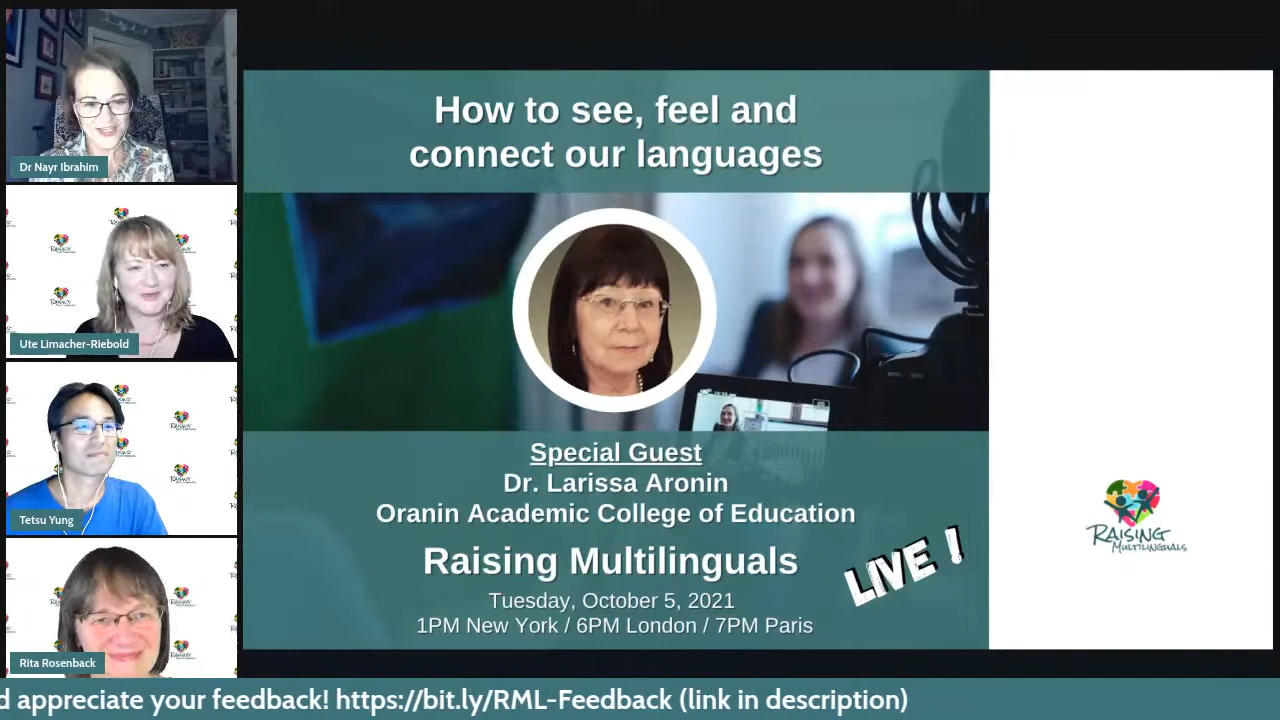 Dr Nayr Ibrahim
Ute Limacher-Riebold
Tetsu Yung
Rita Rosenback
How to see, feel and
connect our languages
Special Guest
Dr. Larissa Aronin
Oranin Academic College of Education
Raising Multilinguals
LIVE !
Tuesday, October 5, 2021
1PM New York / 6PM London / 7PM Paris
RAISING
MULTILINGUALS
d appreciate your feedback! https://bit.ly/RML-Feedback (link in description)